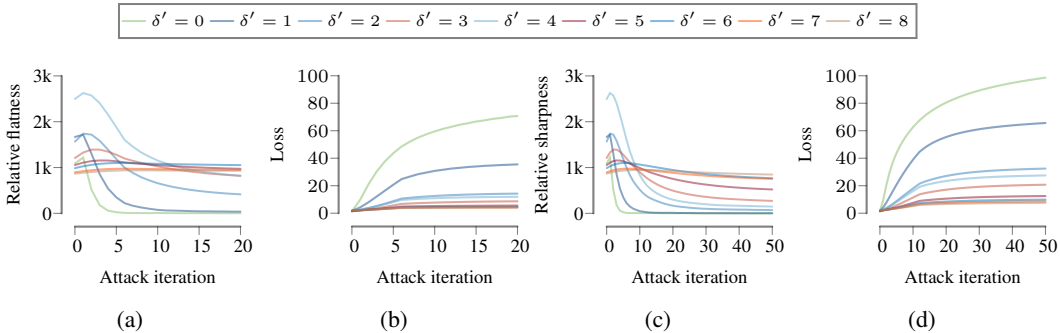 δ′ = 0 δ′ = 1 δ′ = 2 δ′ = 3 δ′ = 4 δ′ = 5 δ′ = 6 δ′ = 7 δ′ = 8
Relative flatness
3k
2k
1k
0
0 5 10 15 20
Attack iteration
(a)
Loss
100
80
60
40
20
0
0 5 10 15 20
Attack iteration
(b)
Relative sharpness
3k
2k
1k
0
0 10 20 30 40 50
Attack iteration
(c)
Loss
100
80
60
40
20
0
0 10 20 30 40 50
Attack iteration
(d)